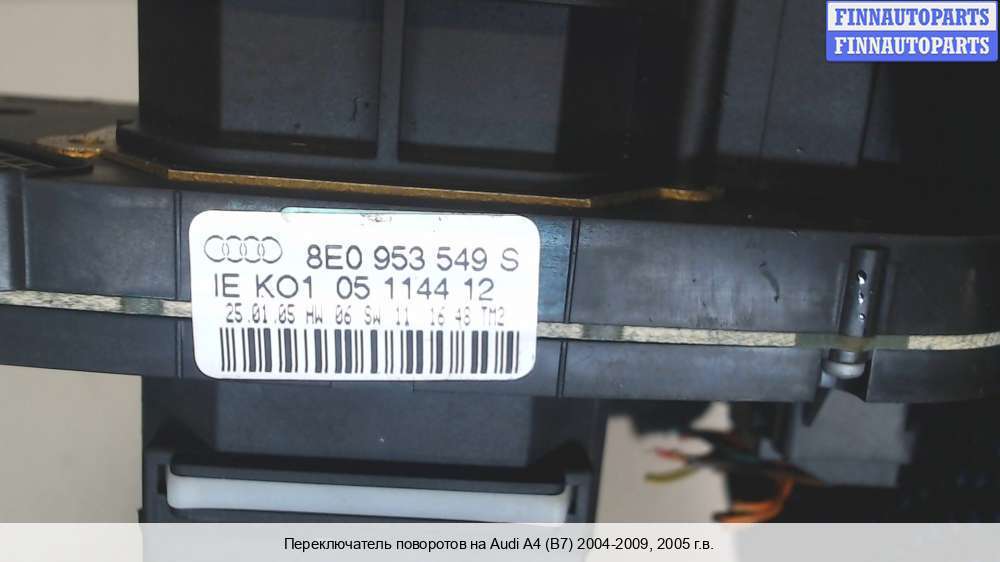 FINNAUTOPARTS
FINNAUTOPARTS
8E0 953 549 S
IE KO1 05 1144 12
25.01.05 HW 06 SW 11 16 48 TM2
Переключатель поворотов на Audi A4 (B7) 2004-2009, 2005 г.в.